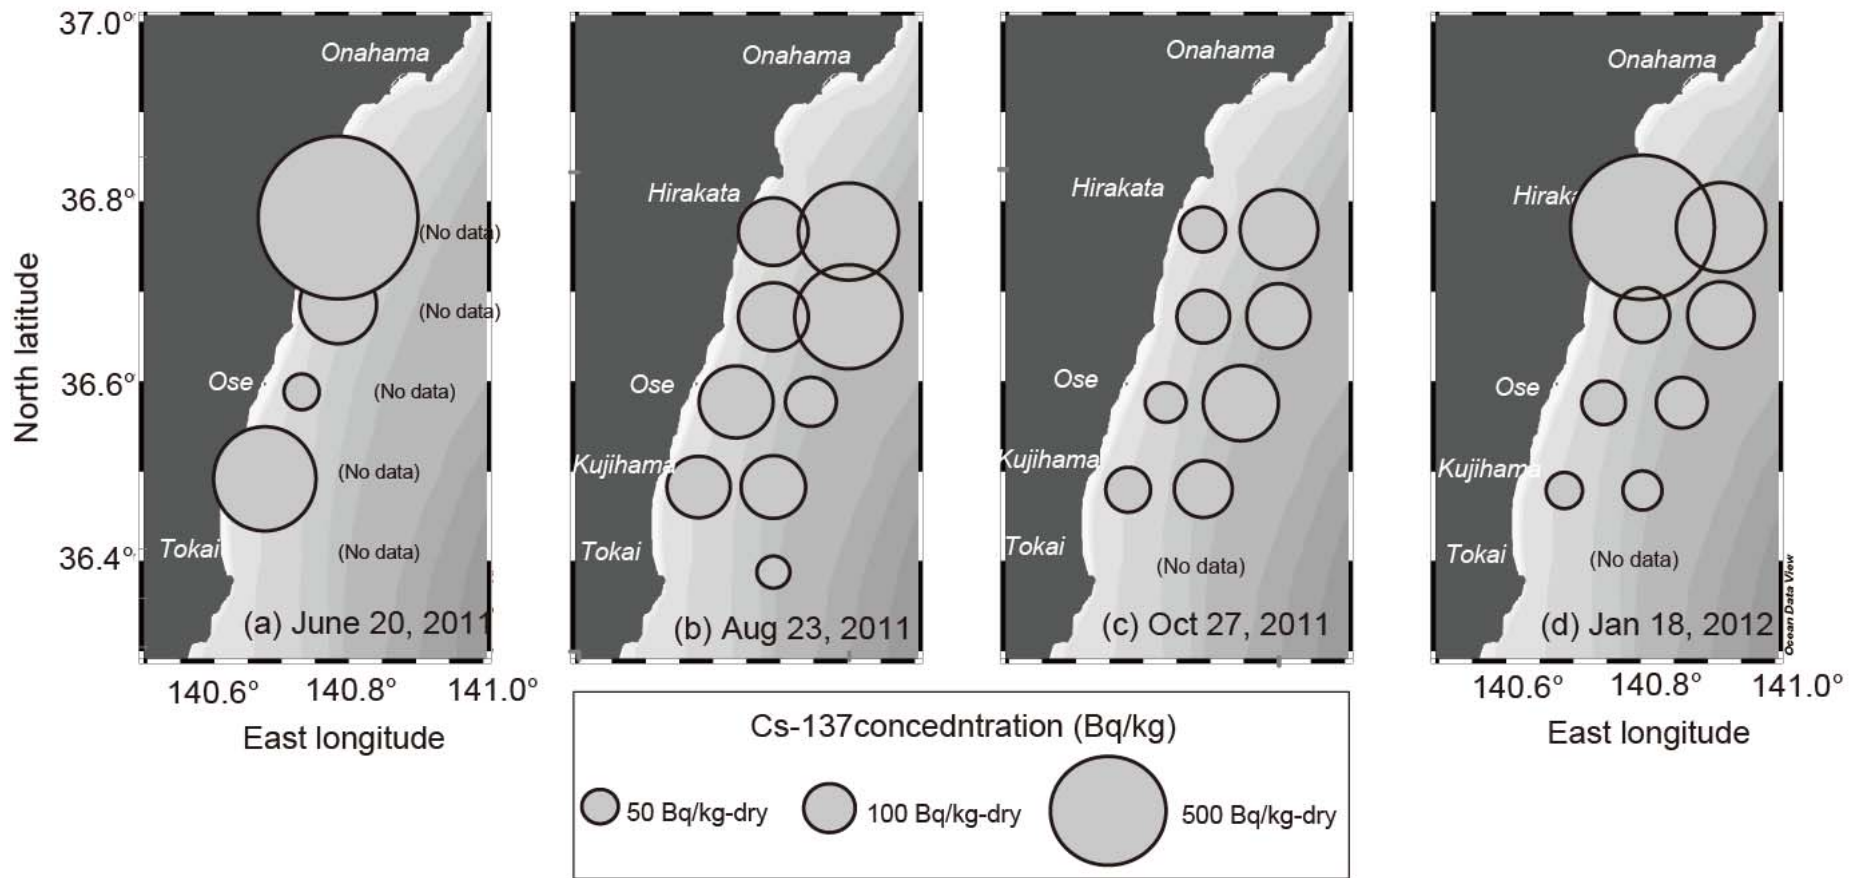 37.0°
36.8°
36.6°
36.4°
North latitude
Onahama
(No data)
(No data)
Ose
(No data)
(No data)
Tokai
(No data)
(a) June 20, 2011
140.6° 140.8° 141.0°
East longitude
Onahama
Hirakata
Ose
Kujihama
Tokai
(b) Aug 23, 2011
Onahama
Hirakata
Ose
Kujihama
Tokai
(No data)
(c) Oct 27, 2011
Onahama
Hiraka
Ose
Kujihama
Tokai
(No data)
(d) Jan 18, 2012
Ocean Data View
140.6° 140.8° 141.0°
East longitude
Cs-137concedntration (Bq/kg)
50 Bq/kg-dry 100 Bq/kg-dry 500 Bq/kg-dry